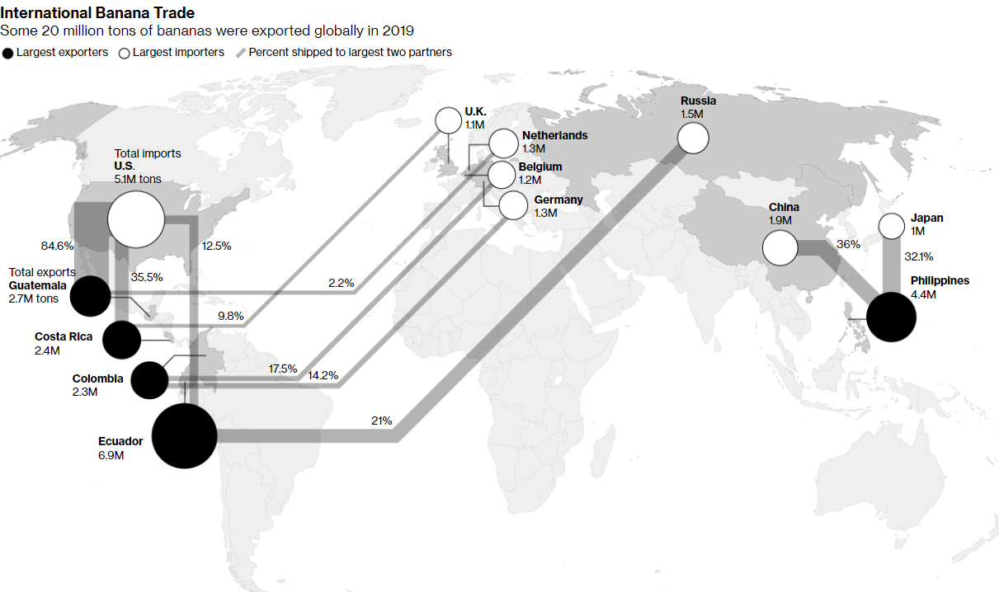 International Banana Trade
Some 20 million tons of bananas were exported globally in 2019
Largest exporters Largest importers Percent shipped to largest two partners
Russia
1.5M
U.K.
1.1M
Netherlands
1.3M
Total imports
U.S.
5.1M tons
Belgium
1.2M
Germany
1.3M
China
1.9M
Japan
1M
84.6%
12.5%
36%
32.1%
Total exports
Guatemala
2.7M tons
35.5%
2.2%
Philippines
4.4M
9.8%
Costa Rica
2.4M
17.5%
14.2%
Colombia
2.3M
21%
Ecuador
6.9M